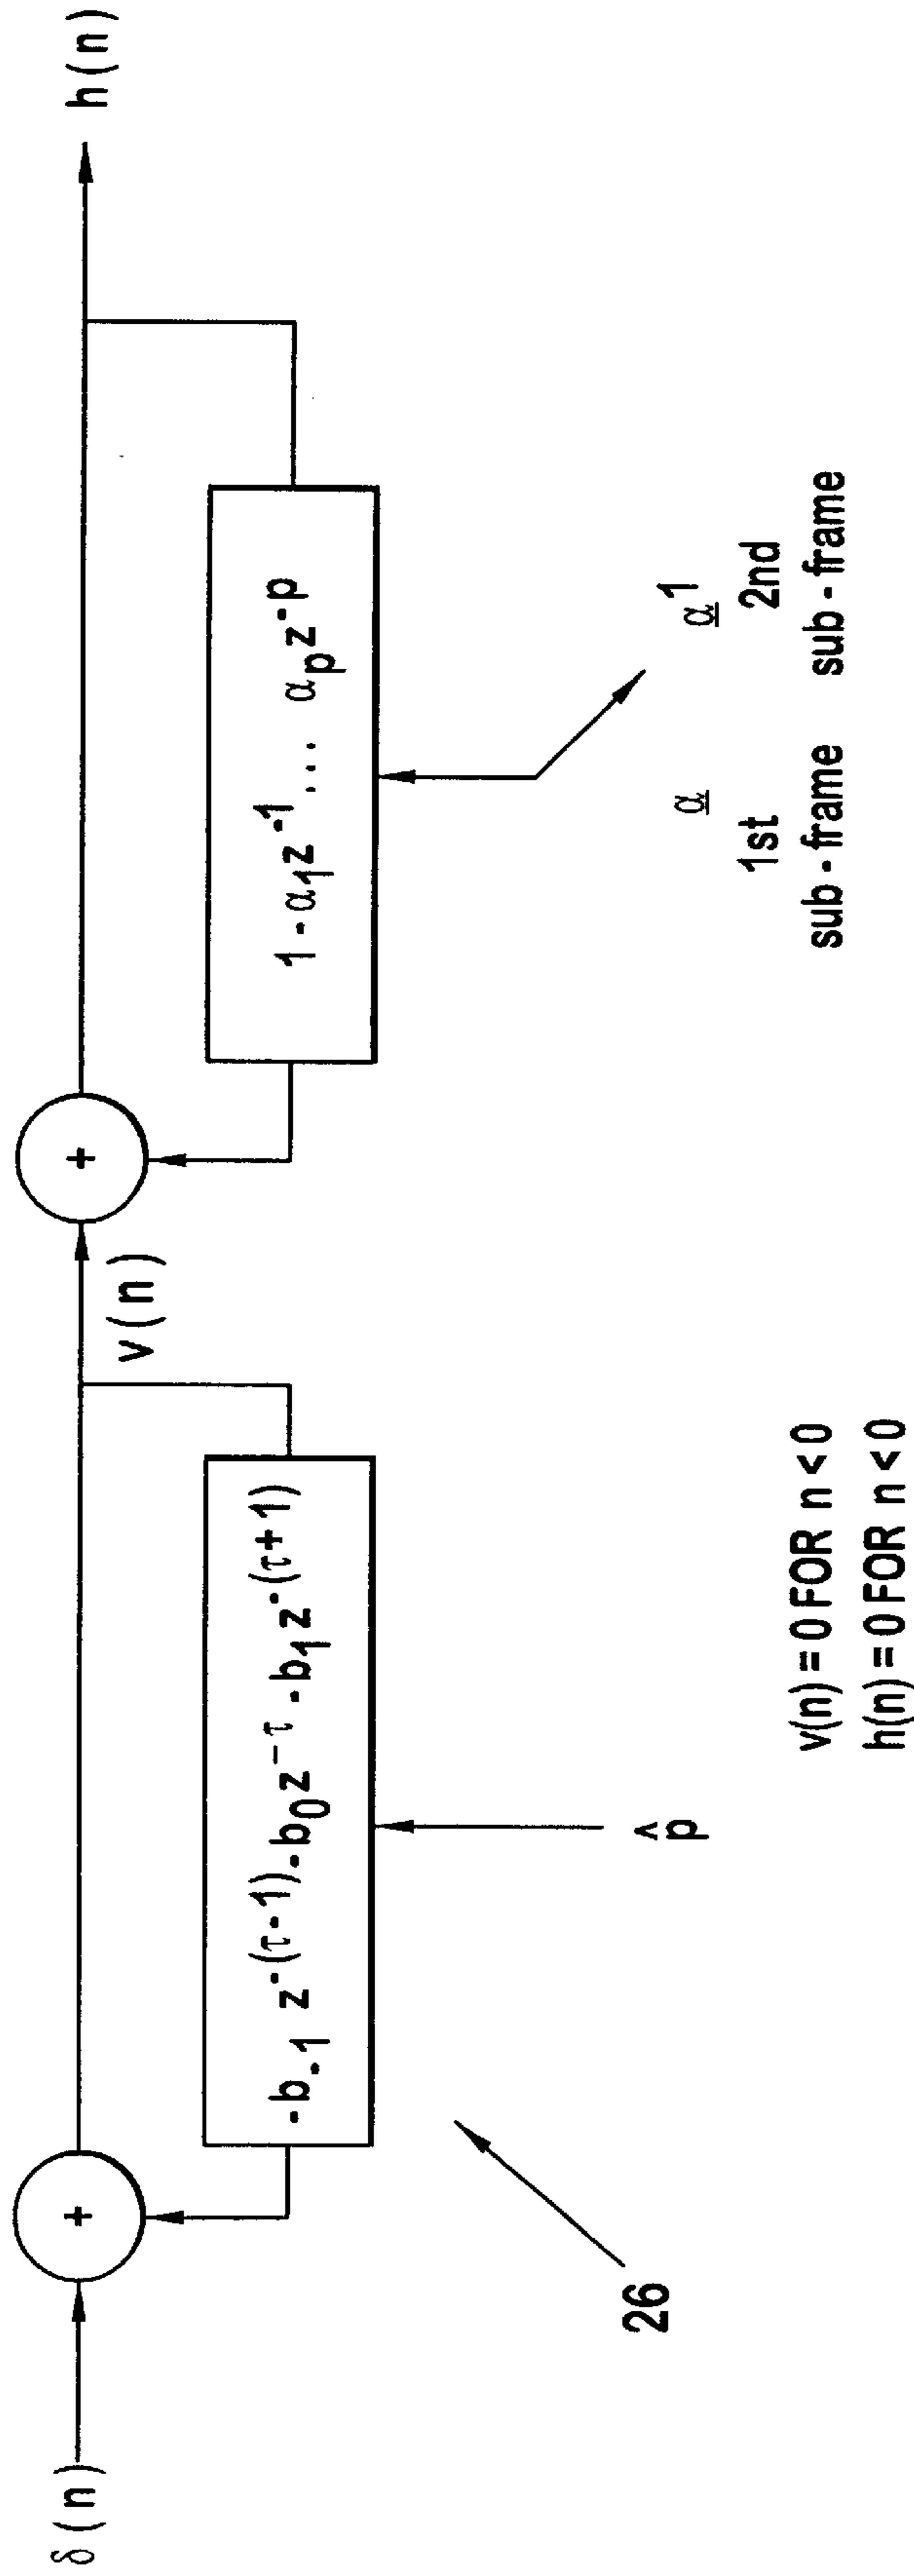 δ(n)
+
v(n)
+
h(n)
-b₋₁ z^-(τ-1) -b₀z^-τ -b₁z^-(τ+1)
1-α₁z^-1 ... αₚz^-p
26
p̂
α
1st
sub-frame
α^1
2nd
sub-frame
v(n)=0 FOR n<0
h(n)=0 FOR n<0